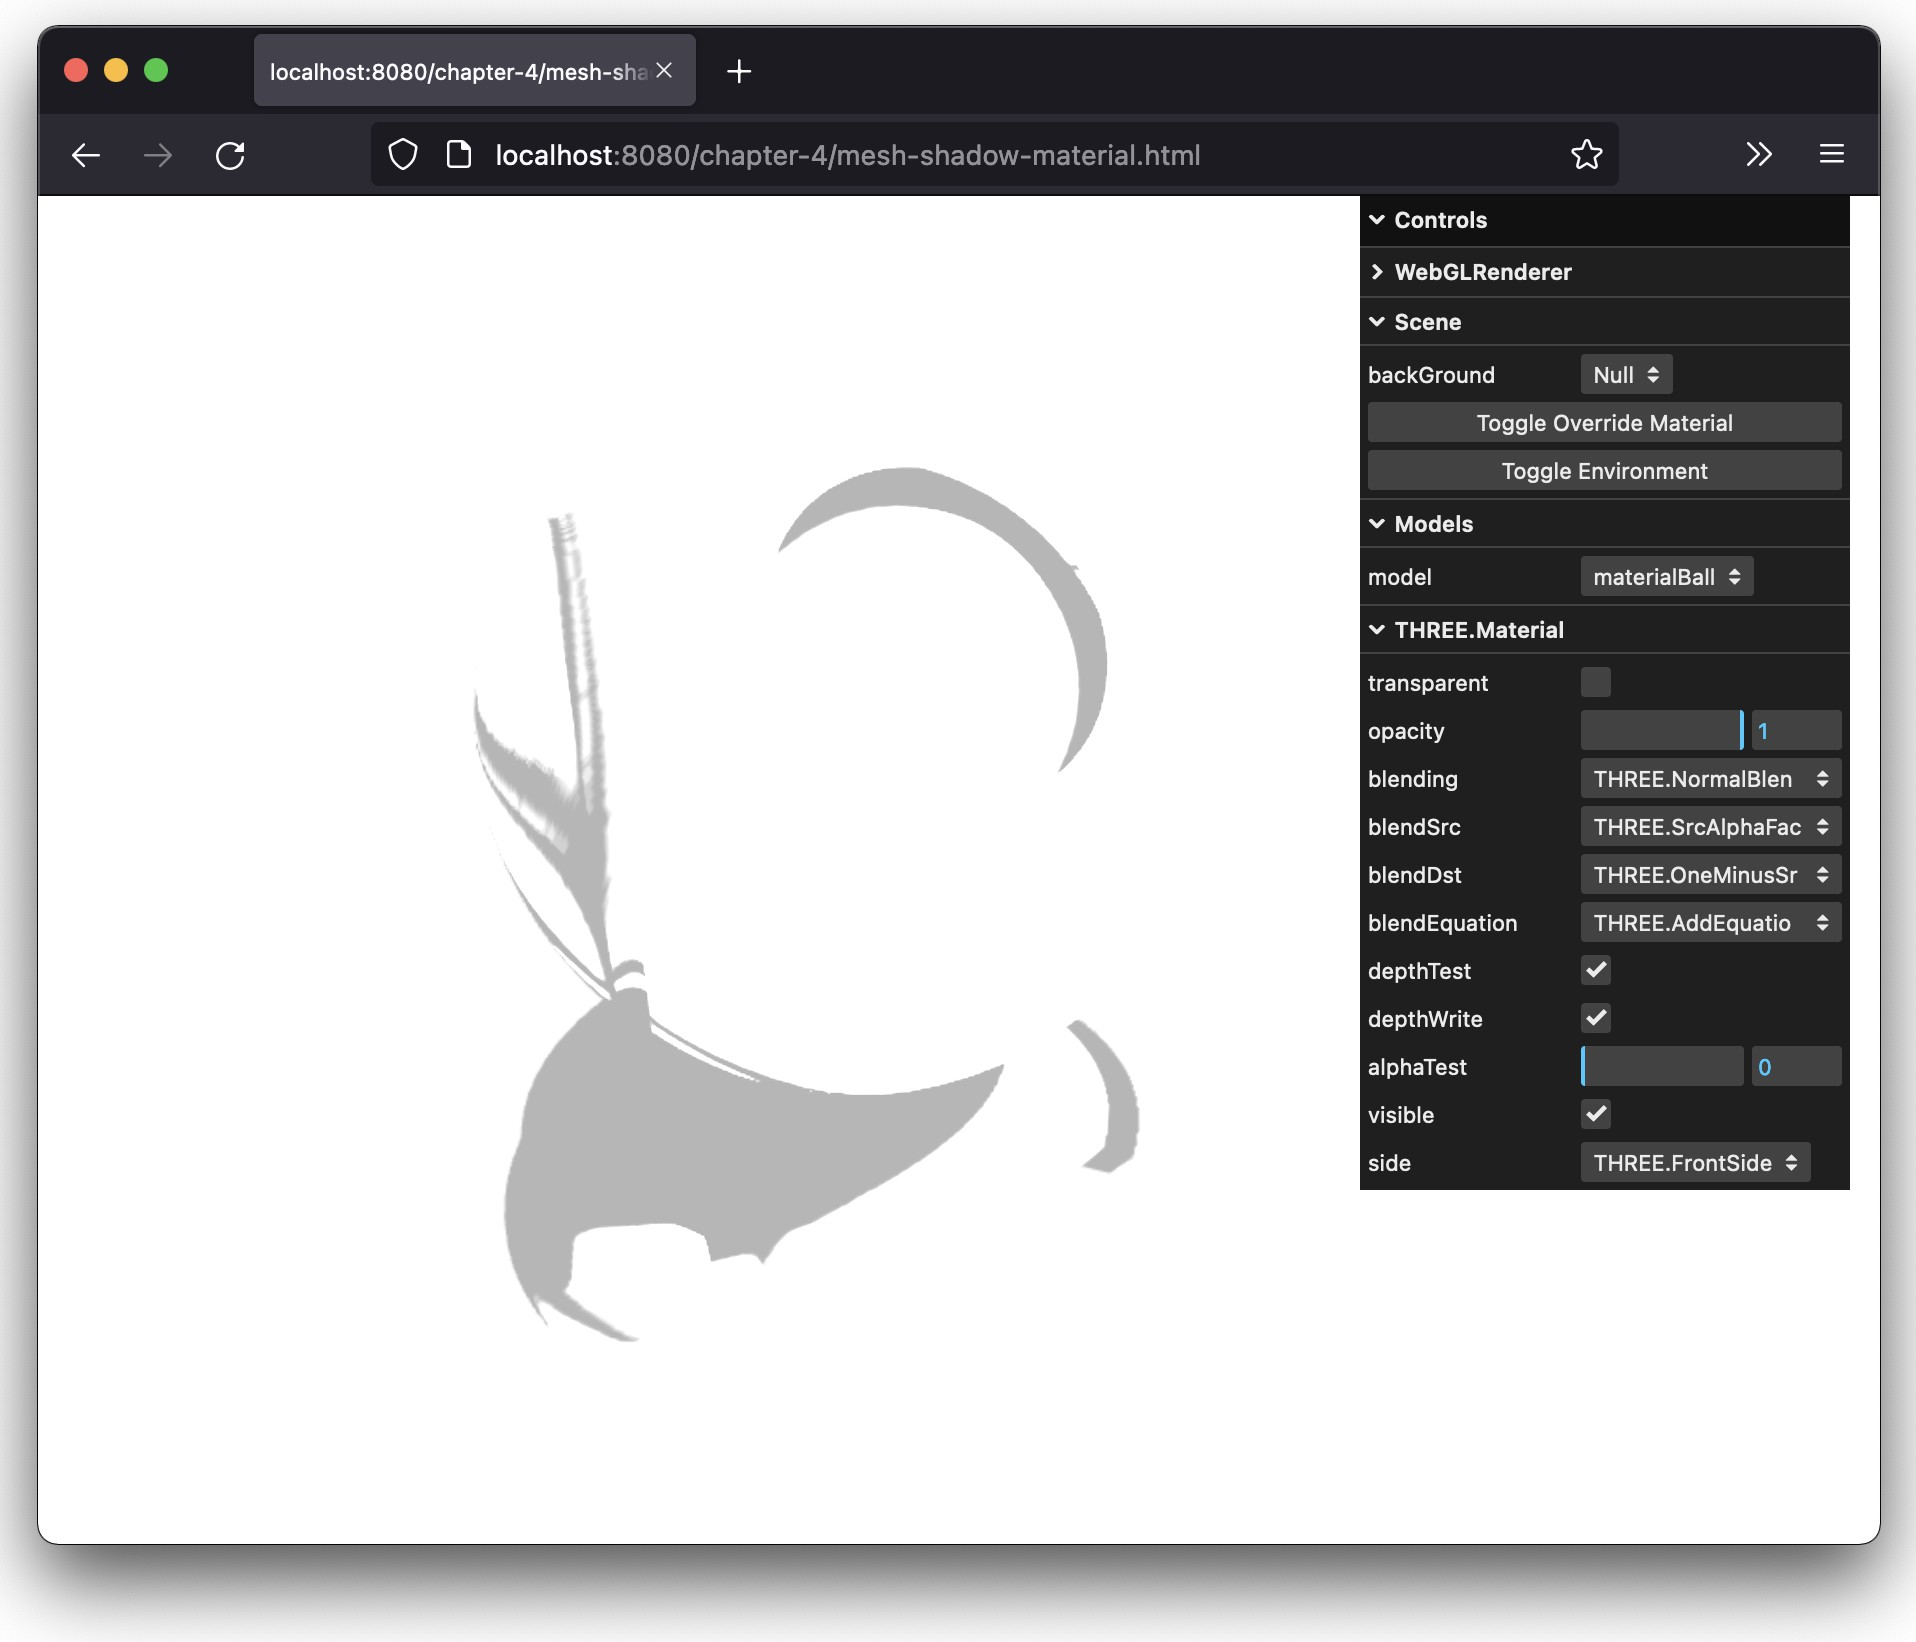 localhost:8080/chapter-4/mesh-sha
localhost:8080/chapter-4/mesh-shadow-material.html
Controls
WebGLRenderer
Scene
backGround Null
Toggle Override Material
Toggle Environment
Models
model materialBall
THREE.Material
transparent
opacity 1
blending THREE.NormalBlen
blendSrc THREE.SrcAlphaFac
blendDst THREE.OneMinusSr
blendEquation THREE.AddEquatio
depthTest
depthWrite
alphaTest 0
visible
side THREE.FrontSide